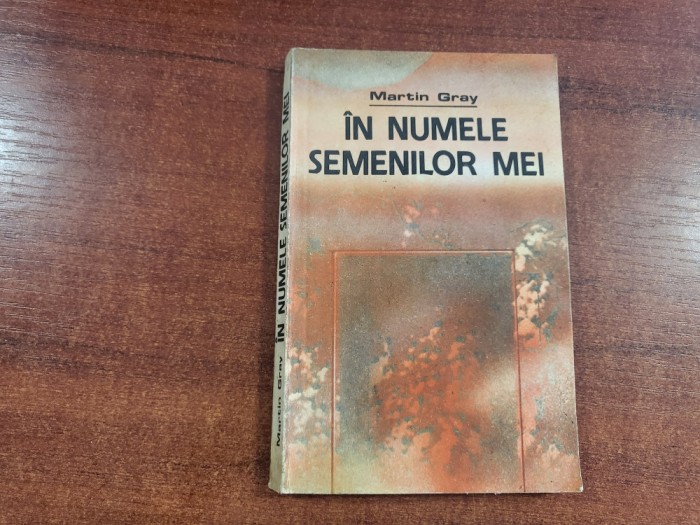 Martin Gray
ÎN NUMELE
SEMENILOR MEI
Martin Gray ÎN NUMELE SEMENILOR MEI